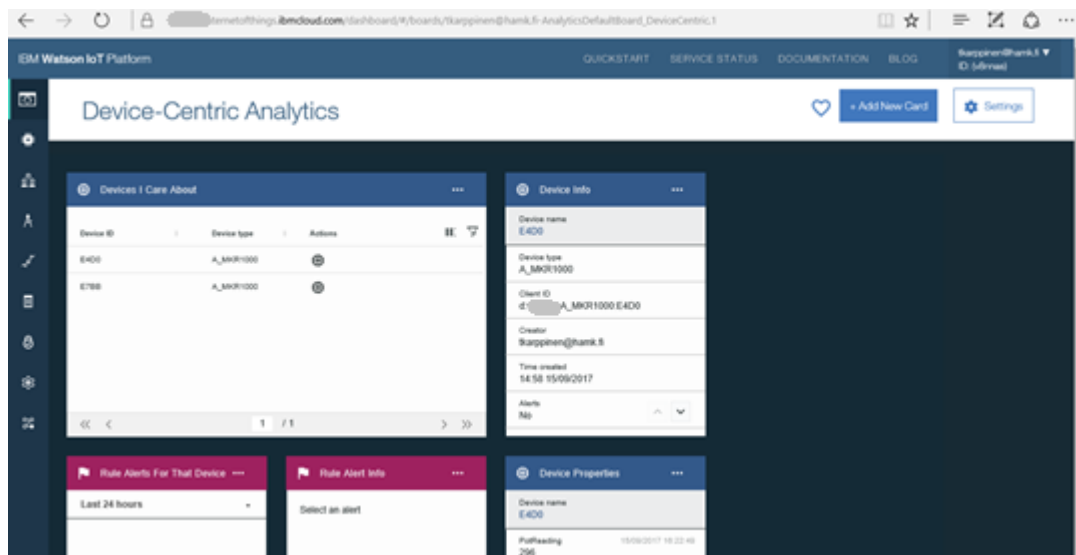 ternetofthings.ibmcloud.com/dashboard/#/boards/tkarppinen@hamk.fi-AnalyticsDefaultBoard_DeviceCentric.1
IBM Watson IoT Platform
QUICKSTART SERVICE STATUS DOCUMENTATION BLOG
tkarppinen@hamk.fi
ID:
Device-Centric Analytics
+ Add New Card
Settings
Devices I Care About
Device ID Device type Actions
E4D0 A_MKR1000
E7BB A_MKR1000
1 / 1
Device Info
Device name
E4D0
Device type
A_MKR1000
Client ID
d: A_MKR1000:E4D0
Creator
tkarppinen@hamk.fi
Time created
14:58 15/09/2017
Alerts
No
Rule Alerts For That Device
Last 24 hours
Rule Alert Info
Select an alert
Device Properties
Device name
E4D0
PotReading 15/09/2017 16:22:49
296